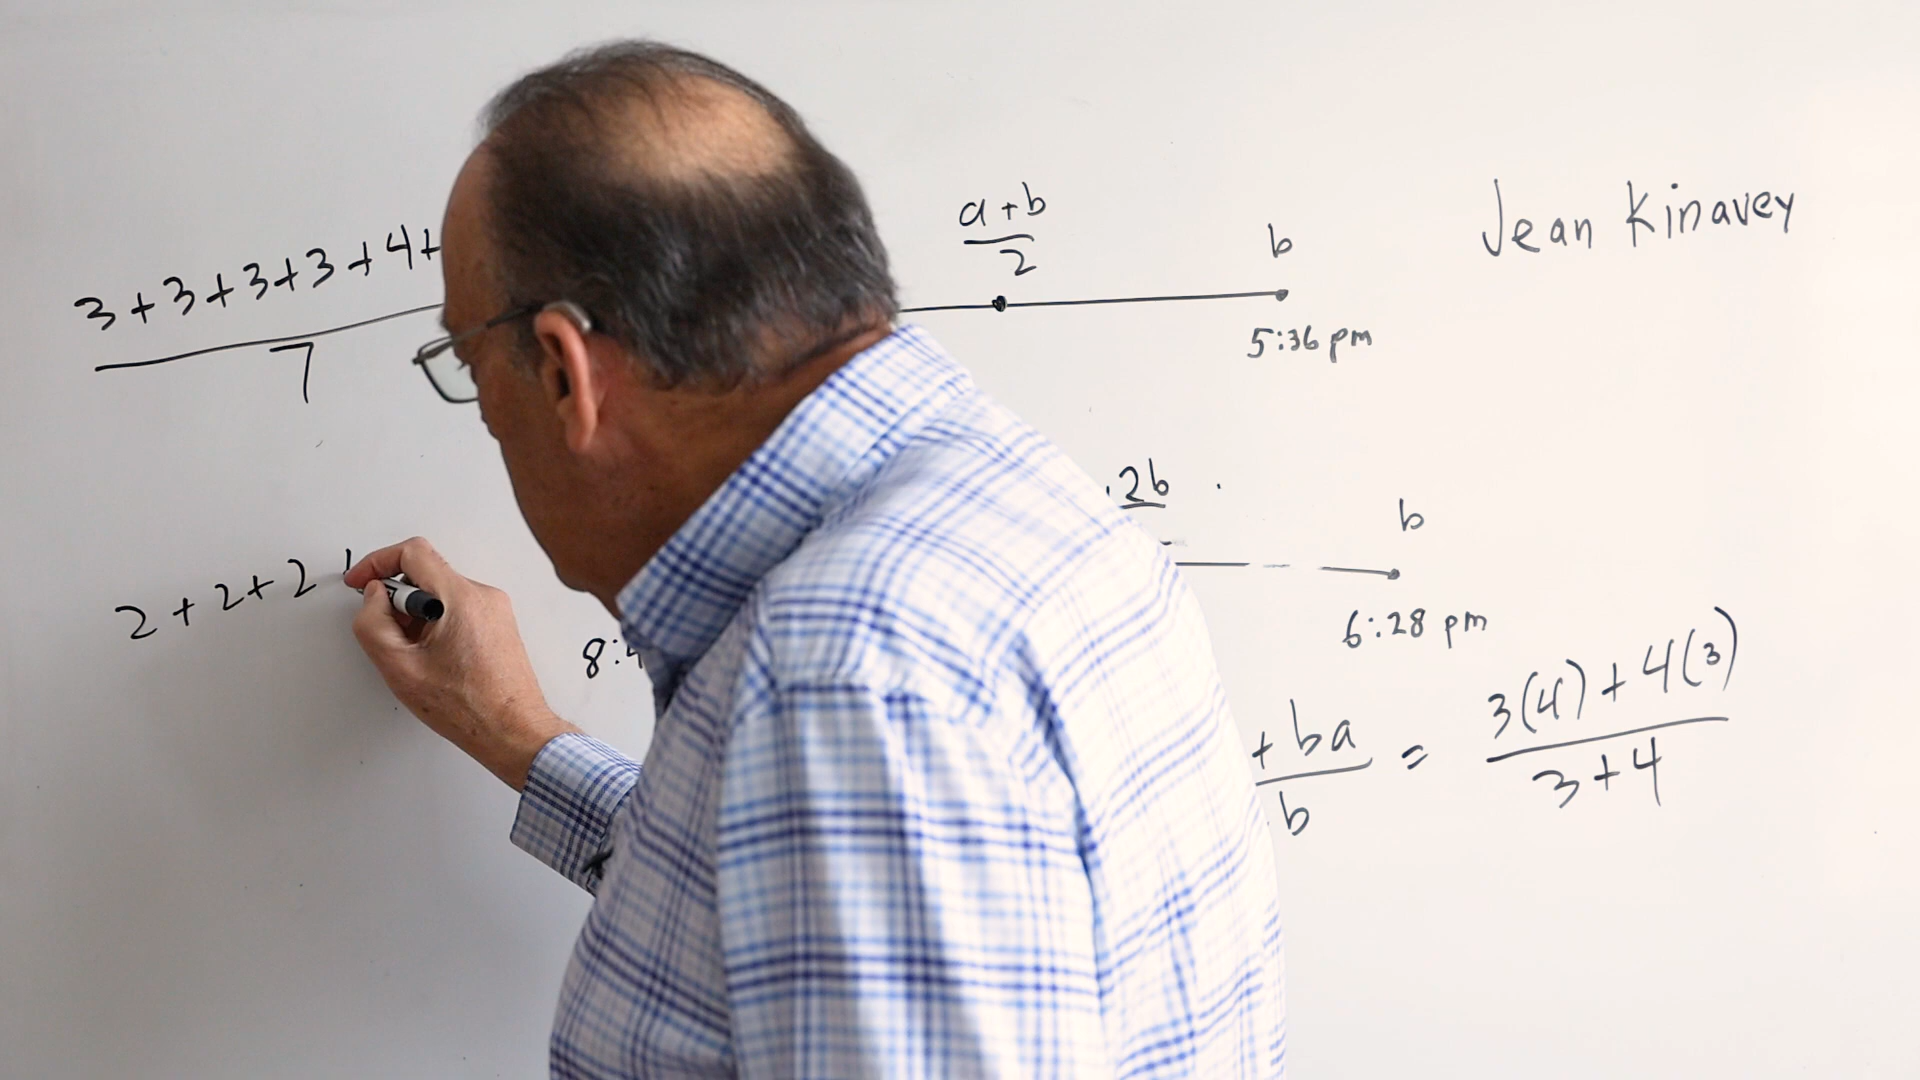 3+3+3+3+4+
7
a+b
2
b
5:36 pm
Jean Kinavey
2b
b
6:28 pm
2+2+2
8:4
+ba
b
=
3(4)+4(3)
3+4